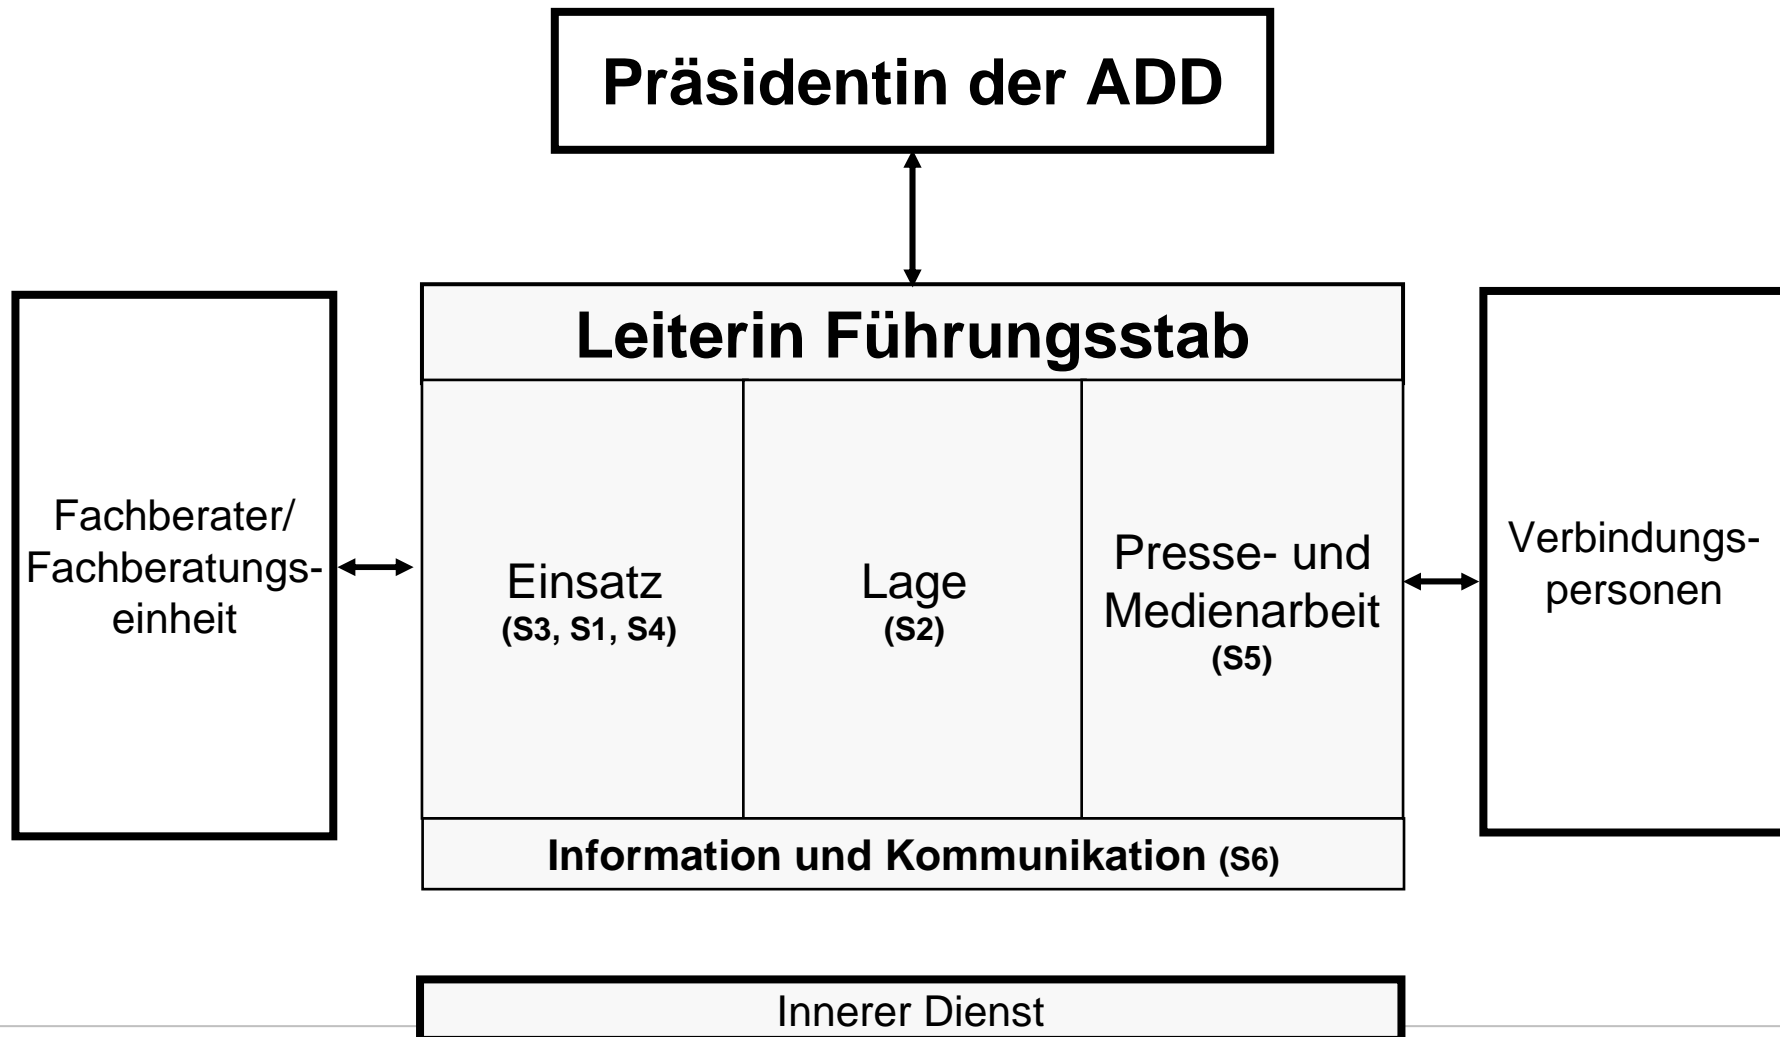 Präsidentin der ADD
Leiterin Führungsstab
Fachberater/
Fachberatungs-
einheit
Einsatz
(S3, S1, S4)
Lage
(S2)
Presse- und
Medienarbeit
(S5)
Verbindungs-
personen
Information und Kommunikation (S6)
Innerer Dienst